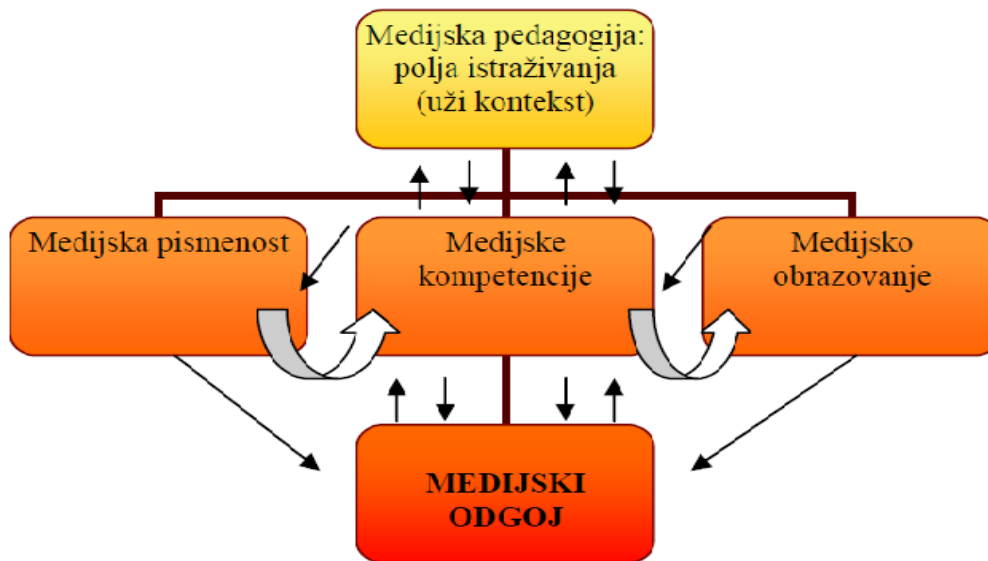 Medijska pedagogija:
polja istraživanja
(uži kontekst)
Medijska pismenost
Medijske
kompetencije
Medijsko
obrazovanje
MEDIJSKI
ODGOJ